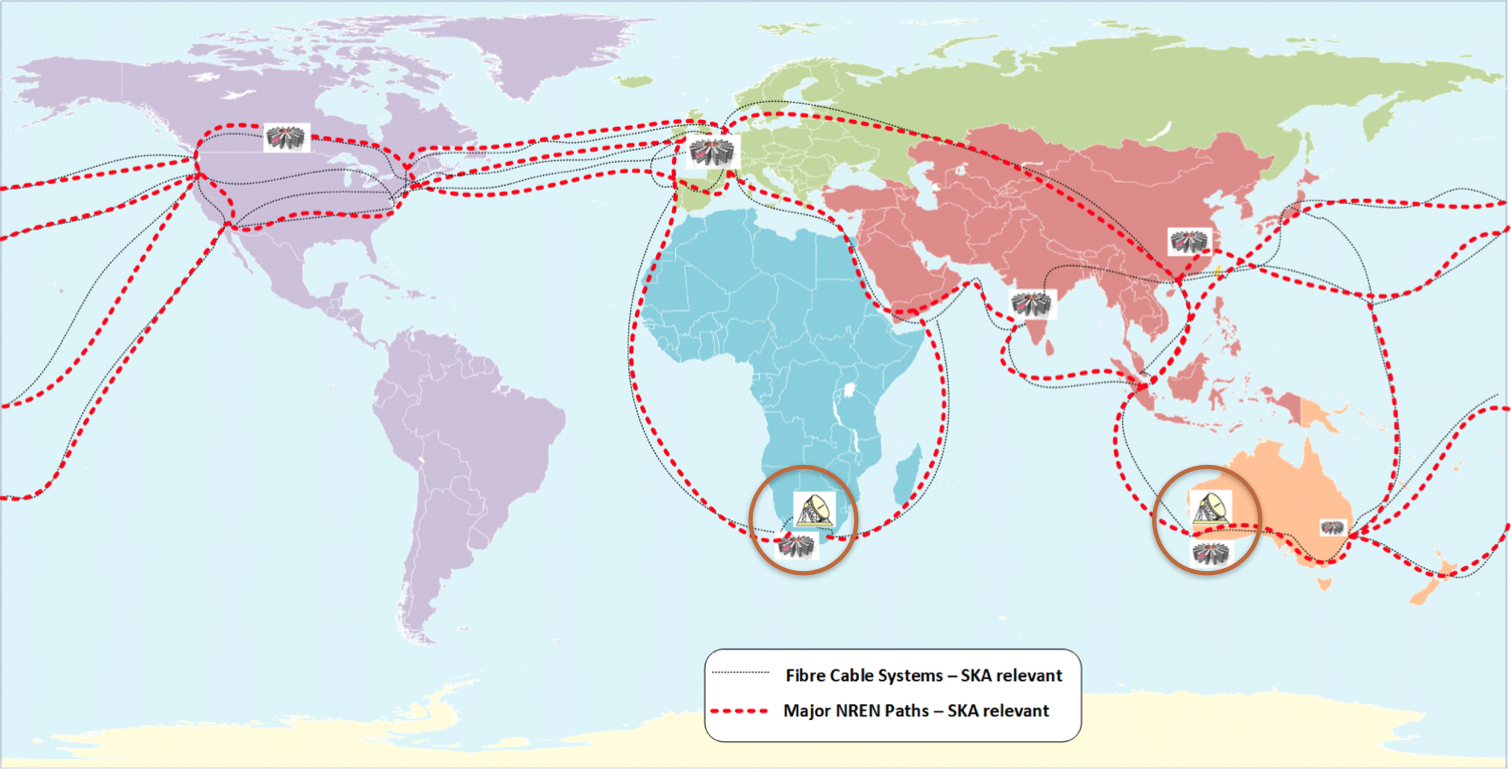 Fibre Cable Systems – SKA relevant
Major NREN Paths – SKA relevant